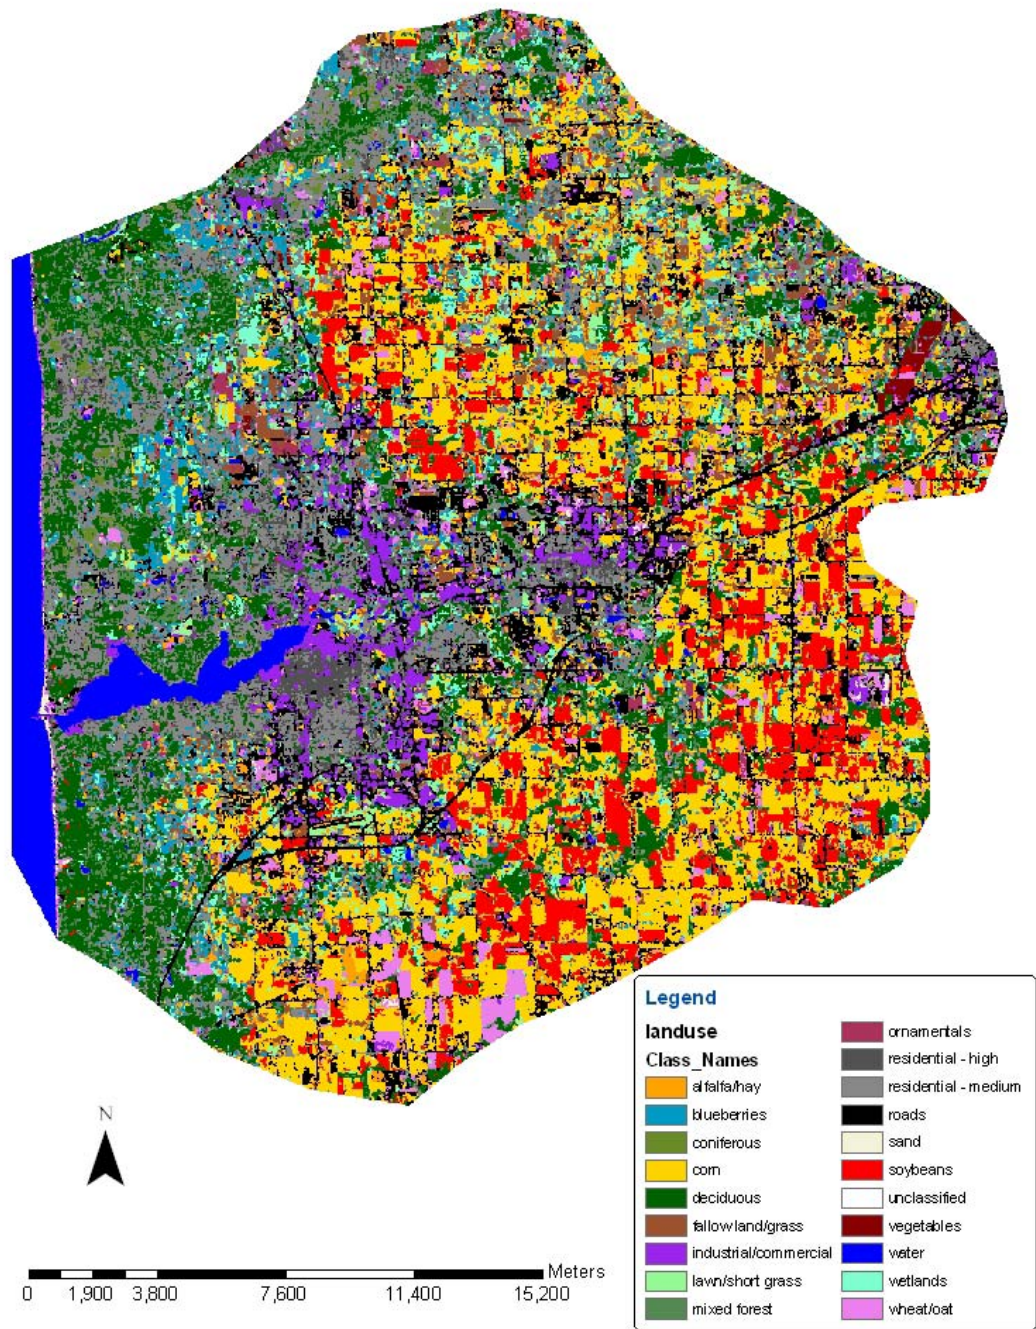 Legend
landuse
Class_Names
alfalfa/hay
blueberries
coniferous
corn
deciduous
fallow land/grass
industrial/commercial
lawn/short grass
mixed forest
ornamentals
residential - high
residential - medium
roads
sand
soybeans
unclassified
vegetables
water
wetlands
wheat/oat
N
Meters
0 1,900 3,800 7,600 11,400 15,200